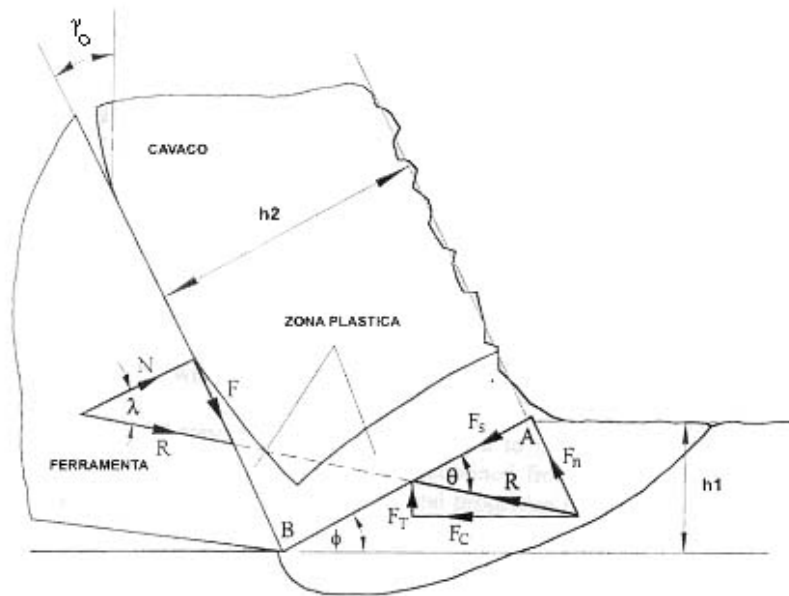 γo
CAVACO
h2
ZONA PLASTICA
N
F
λ
R
FERRAMENTA
Fs
A
Fn
θ
R
h1
B
FT
FC
ϕ